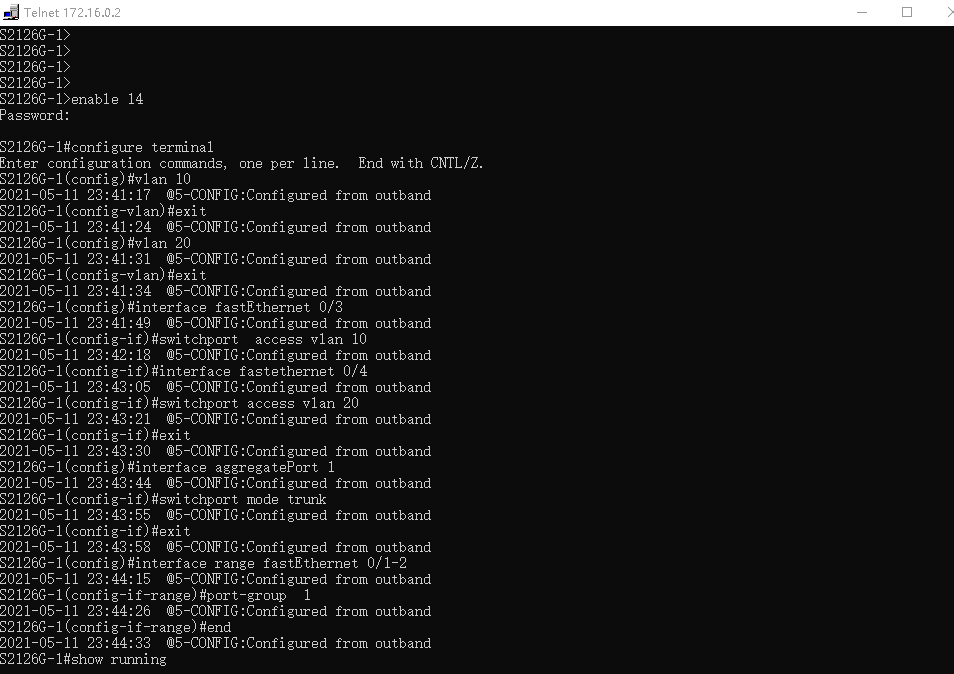 Telnet 172.16.0.2
S2126G-1>
S2126G-1>
S2126G-1>
S2126G-1>
S2126G-1>enable 14
Password:
S2126G-1#configure terminal
Enter configuration commands, one per line.  End with CNTL/Z.
S2126G-1(config)#vlan 10
2021-05-11 23:41:17  @5-CONFIG:Configured from outband
S2126G-1(config-vlan)#exit
2021-05-11 23:41:24  @5-CONFIG:Configured from outband
S2126G-1(config)#vlan 20
2021-05-11 23:41:31  @5-CONFIG:Configured from outband
S2126G-1(config-vlan)#exit
2021-05-11 23:41:34  @5-CONFIG:Configured from outband
S2126G-1(config)#interface fastEthernet 0/3
2021-05-11 23:41:49  @5-CONFIG:Configured from outband
S2126G-1(config-if)#switchport  access vlan 10
2021-05-11 23:42:18  @5-CONFIG:Configured from outband
S2126G-1(config-if)#interface fastethernet 0/4
2021-05-11 23:43:05  @5-CONFIG:Configured from outband
S2126G-1(config-if)#switchport access vlan 20
2021-05-11 23:43:21  @5-CONFIG:Configured from outband
S2126G-1(config-if)#exit
2021-05-11 23:43:30  @5-CONFIG:Configured from outband
S2126G-1(config)#interface aggregatePort 1
2021-05-11 23:43:44  @5-CONFIG:Configured from outband
S2126G-1(config-if)#switchport mode trunk
2021-05-11 23:43:55  @5-CONFIG:Configured from outband
S2126G-1(config-if)#exit
2021-05-11 23:43:58  @5-CONFIG:Configured from outband
S2126G-1(config)#interface range fastEthernet 0/1-2
2021-05-11 23:44:15  @5-CONFIG:Configured from outband
S2126G-1(config-if-range)#port-group  1
2021-05-11 23:44:26  @5-CONFIG:Configured from outband
S2126G-1(config-if-range)#end
2021-05-11 23:44:33  @5-CONFIG:Configured from outband
S2126G-1#show running